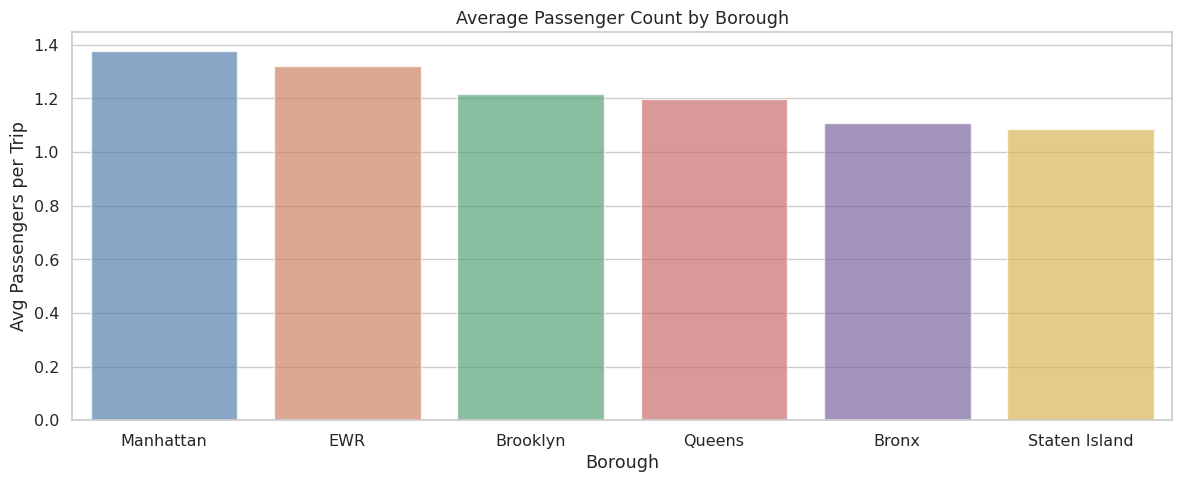 Average Passenger Count by Borough
Avg Passengers per Trip
1.4
1.2
1.0
0.8
0.6
0.4
0.2
0.0
Manhattan EWR Brooklyn Queens Bronx Staten Island
Borough